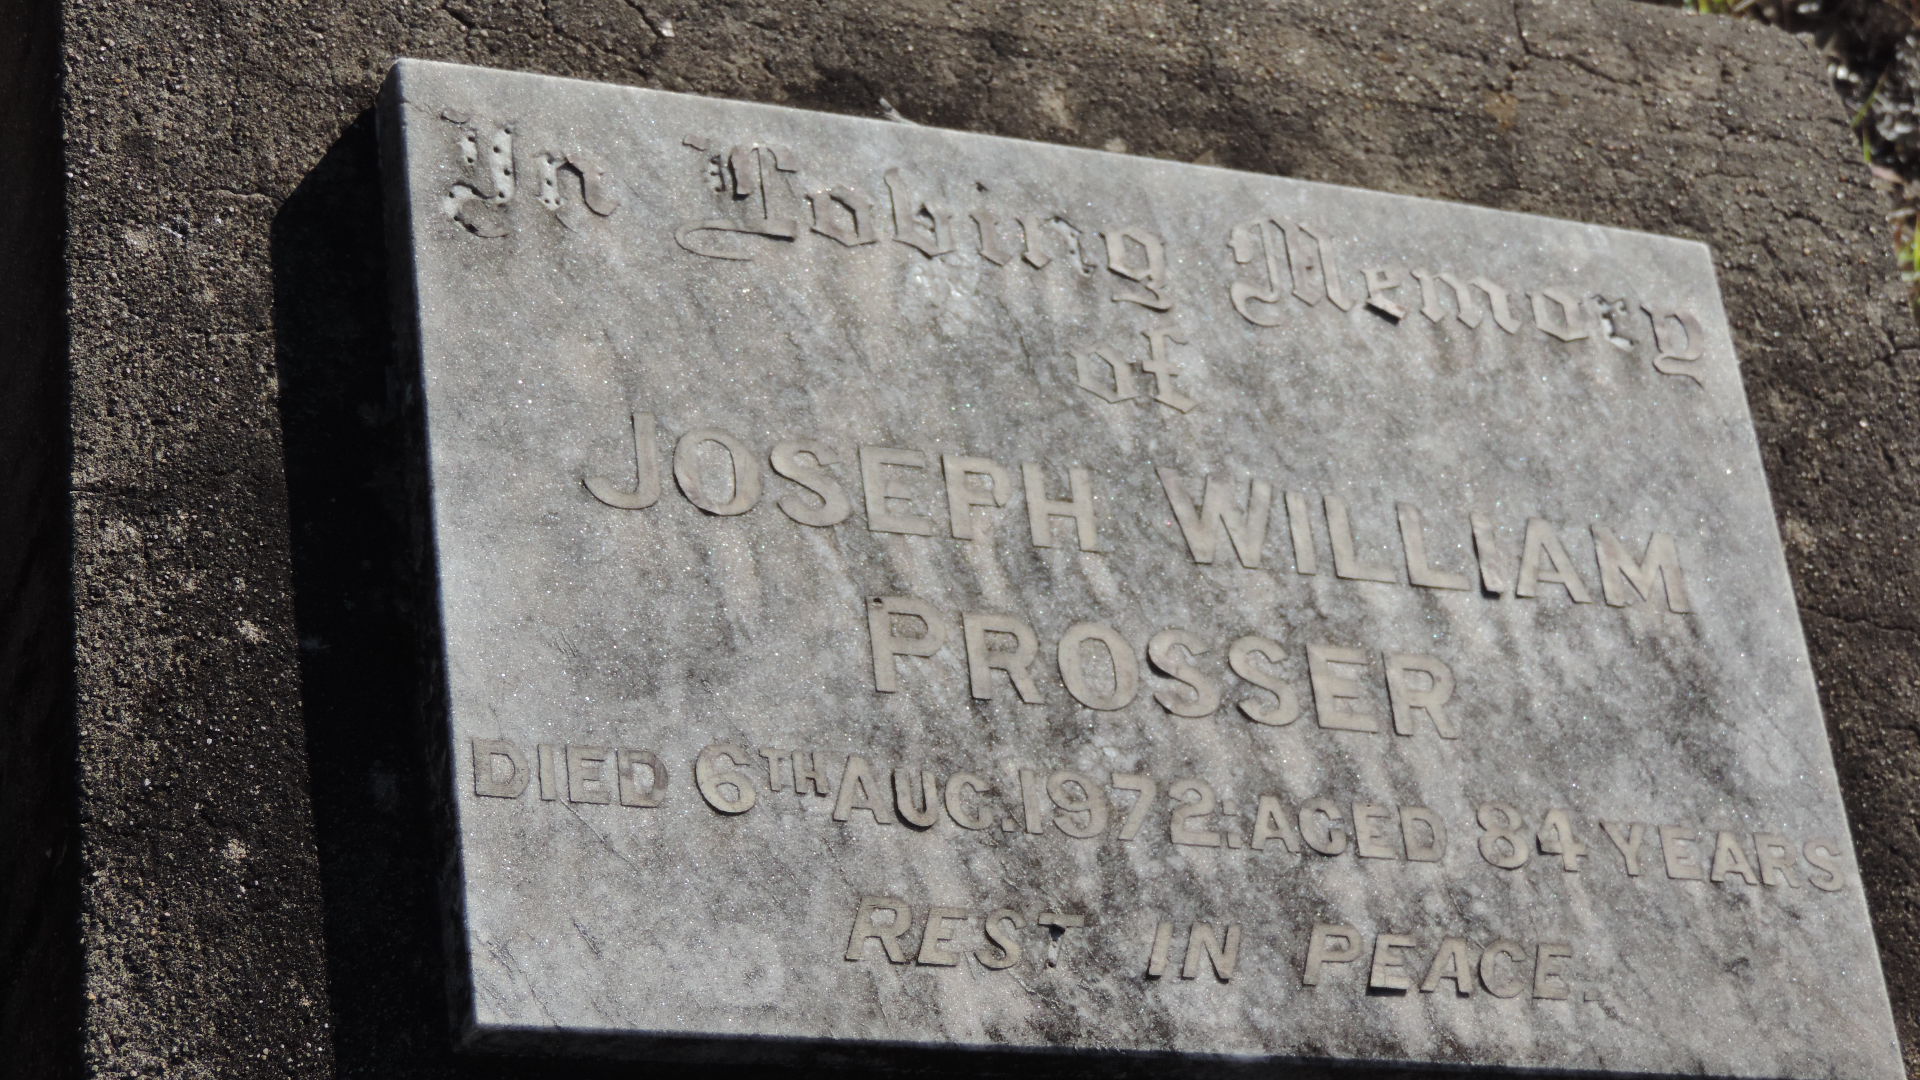 In Loving Memory
of
JOSEPH WILLIAM
PROSSER
DIED 6TH AUG. 1972: AGED 84 YEARS
REST IN PEACE.